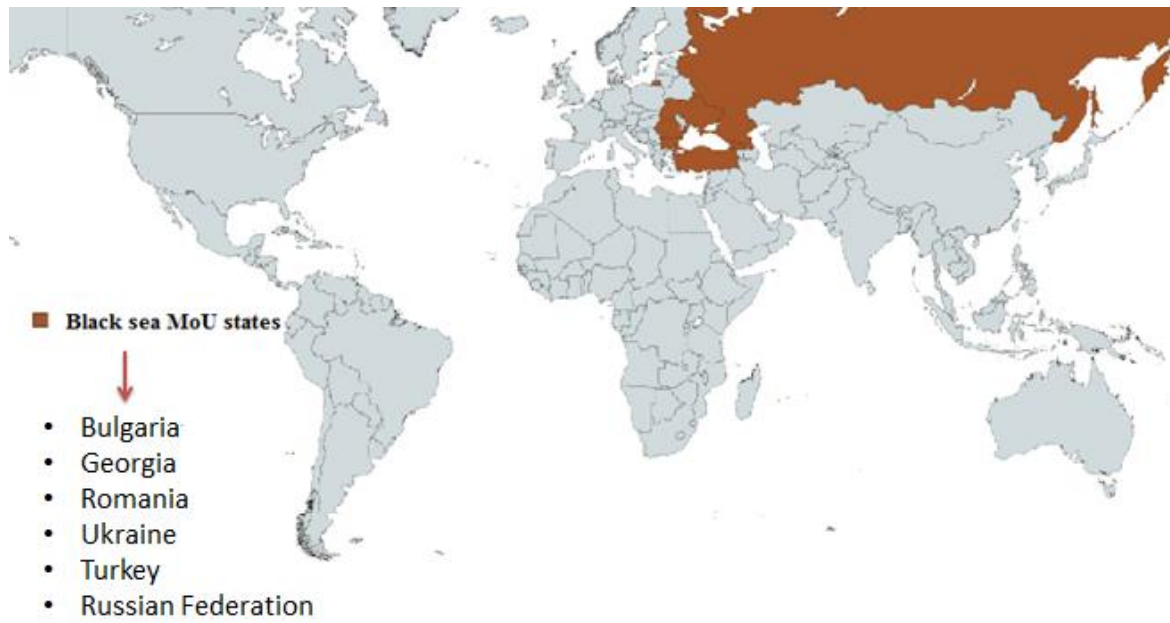 Black sea MoU states
• Bulgaria
• Georgia
• Romania
• Ukraine
• Turkey
• Russian Federation